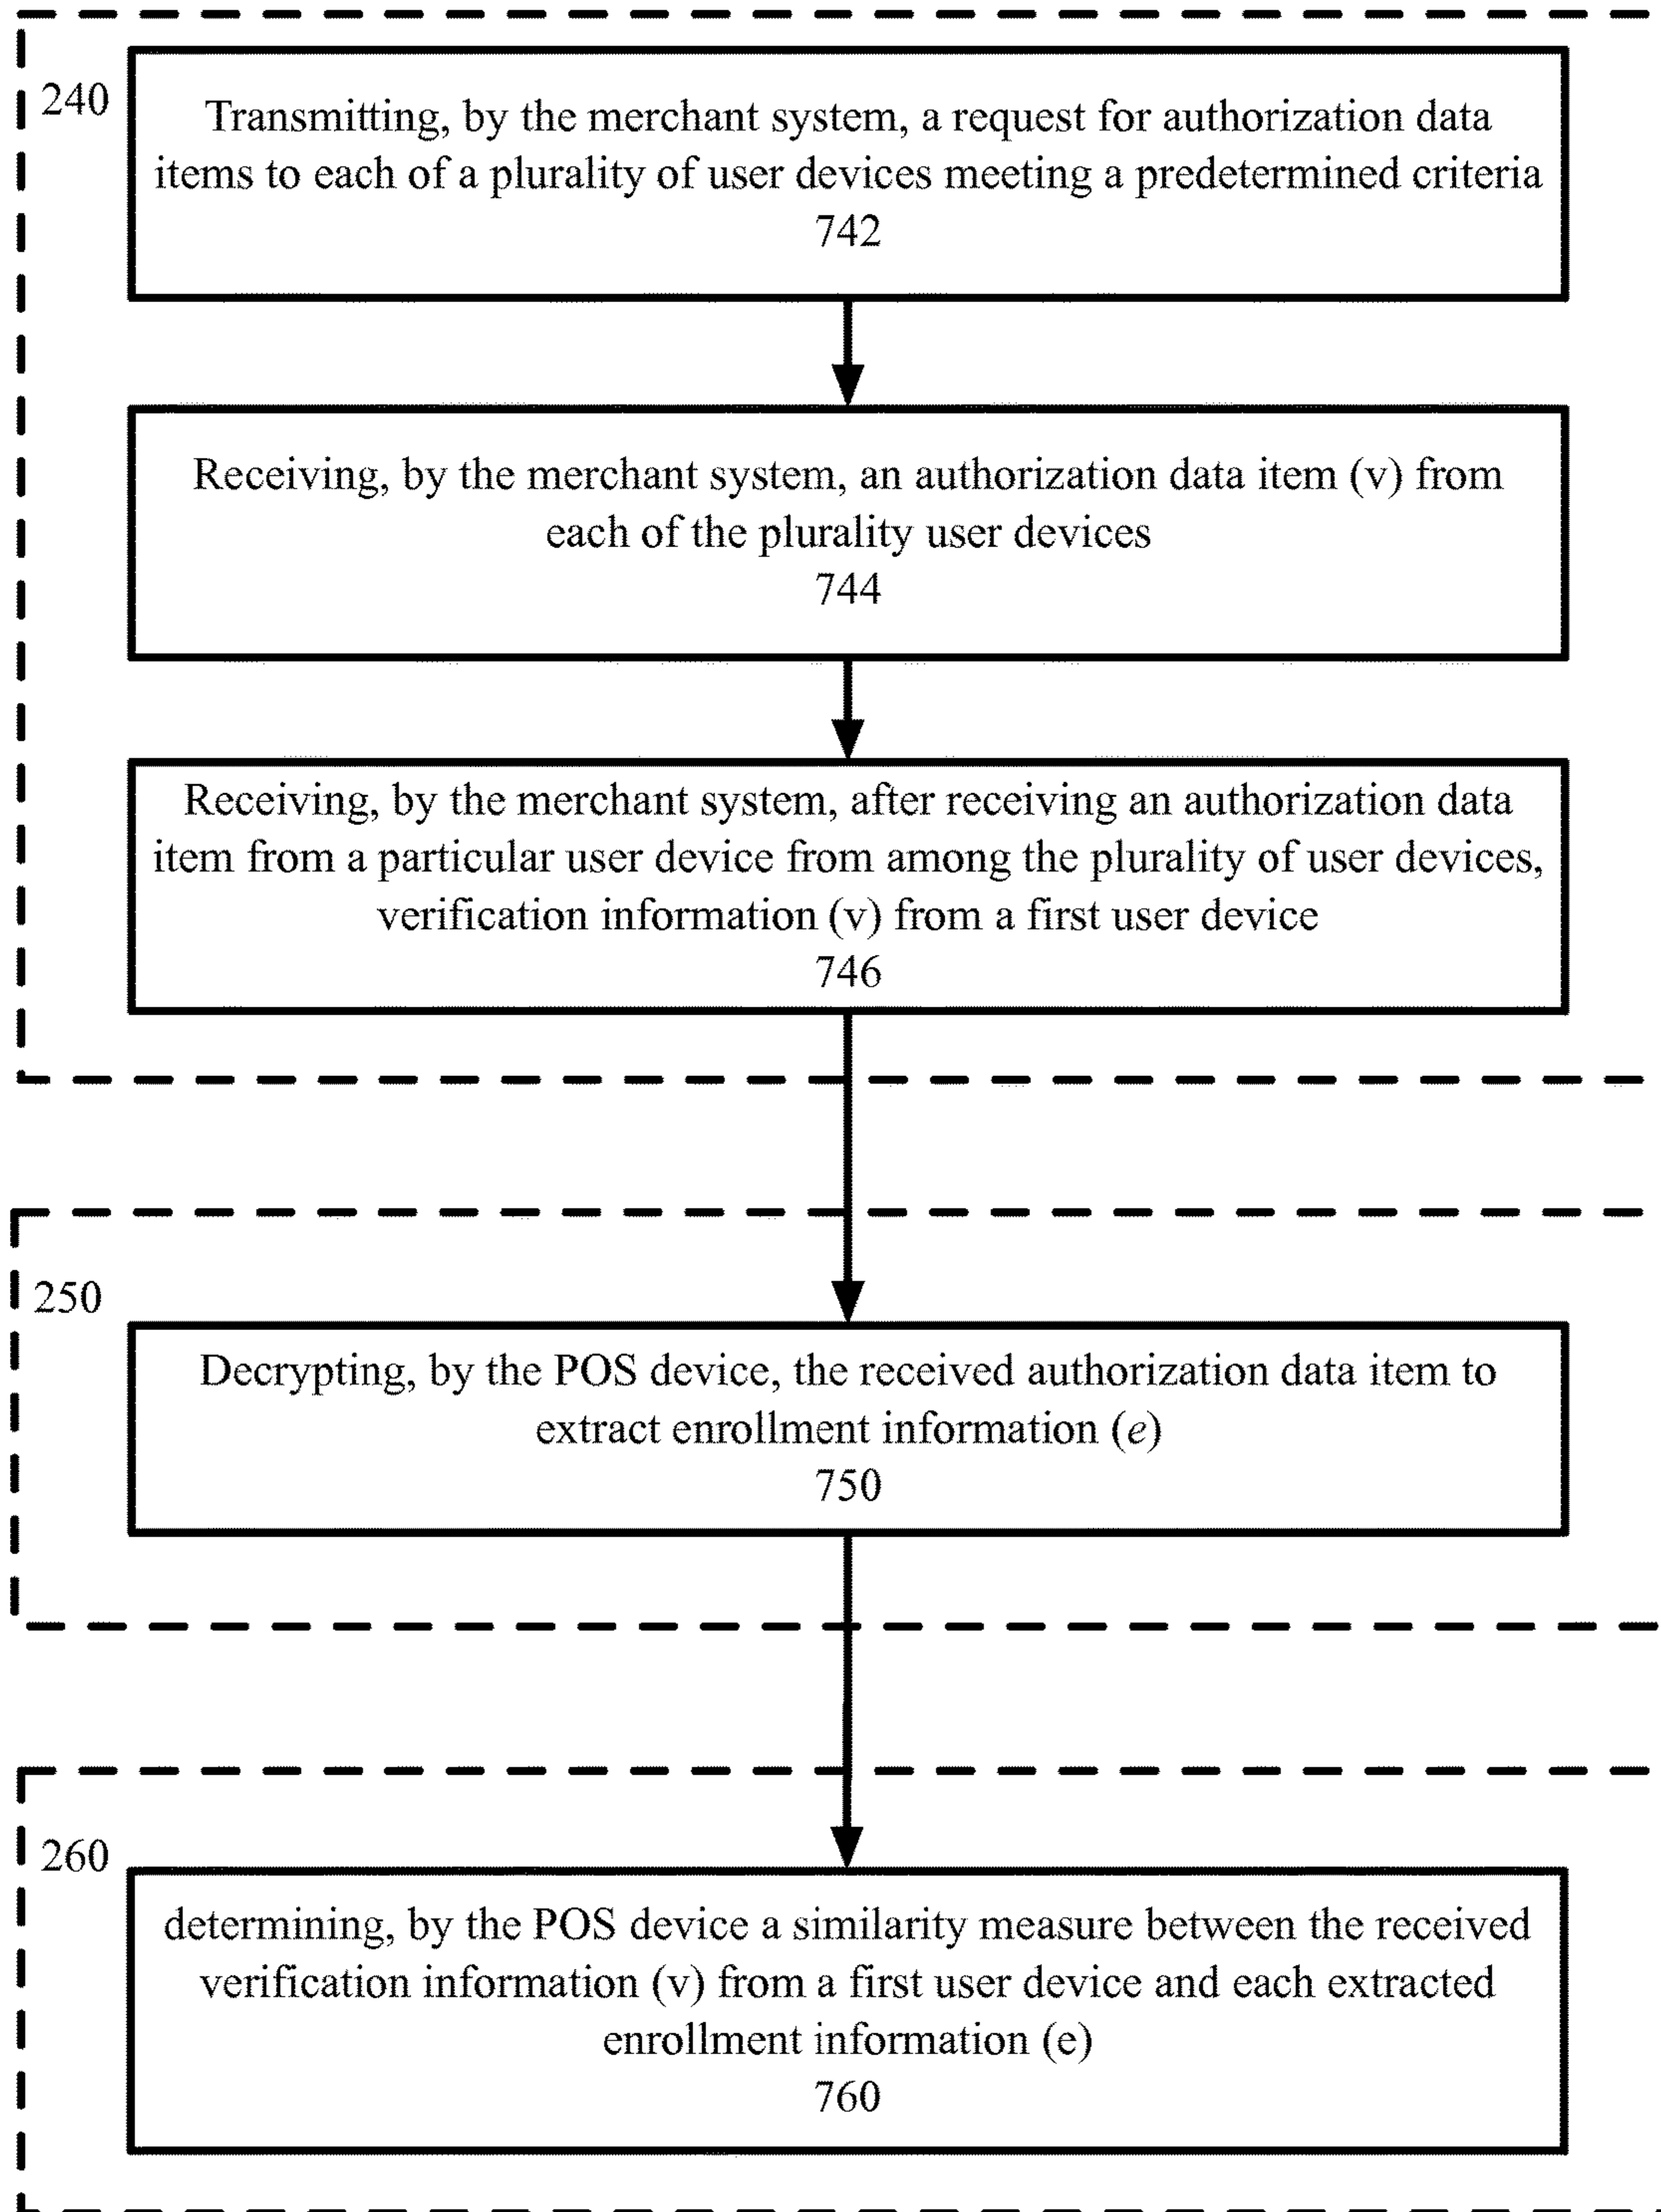 240
Transmitting, by the merchant system, a request for authorization data
items to each of a plurality of user devices meeting a predetermined criteria
742
Receiving, by the merchant system, an authorization data item (v) from
each of the plurality user devices
744
Receiving, by the merchant system, after receiving an authorization data
item from a particular user device from among the plurality of user devices,
verification information (v) from a first user device
746
250
Decrypting, by the POS device, the received authorization data item to
extract enrollment information (e)
750
260
determining, by the POS device a similarity measure between the received
verification information (v) from a first user device and each extracted
enrollment information (e)
760